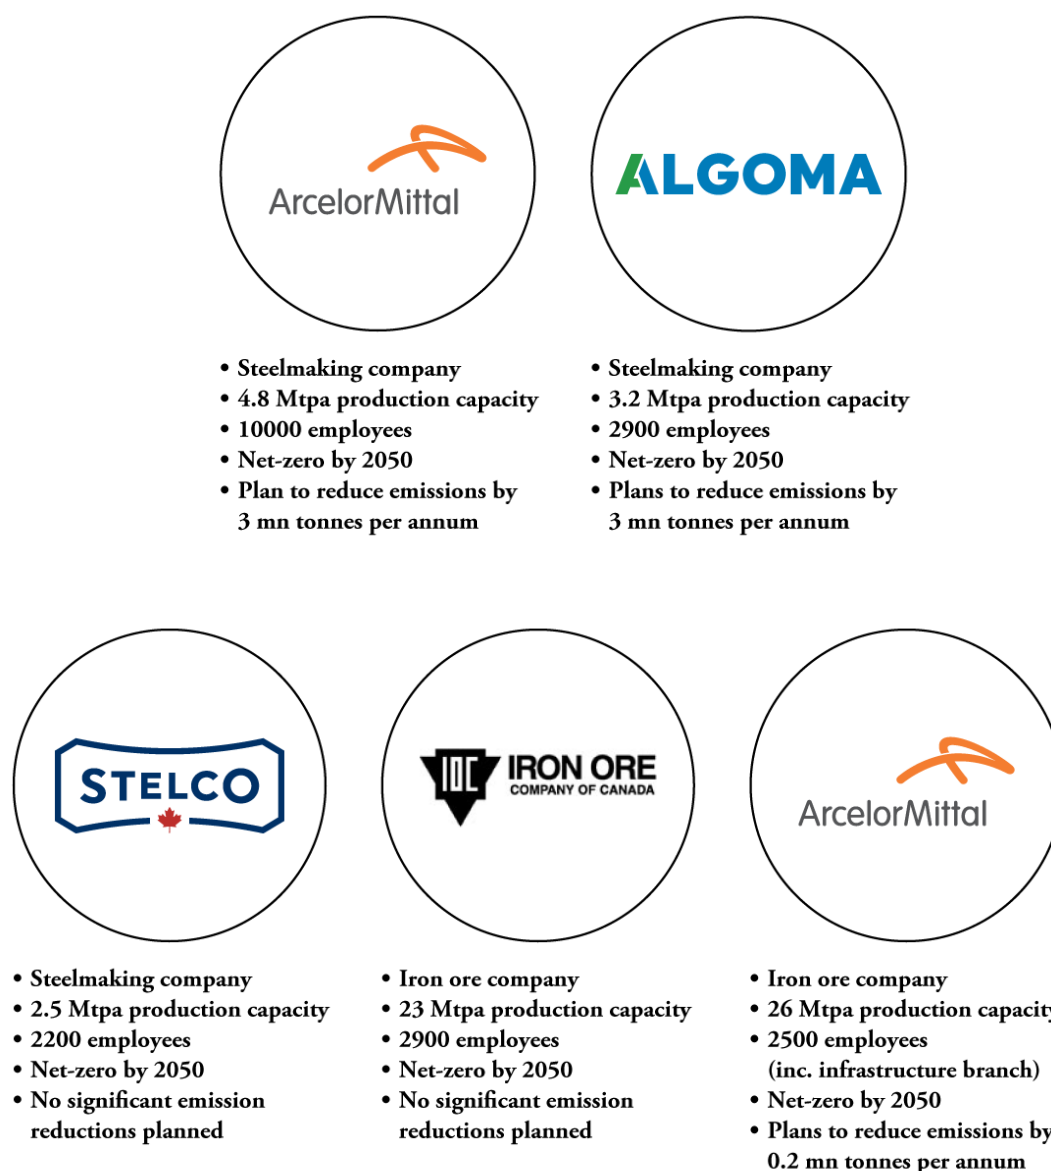 ArcelorMittal
ALGOMA
• Steelmaking company
• 4.8 Mtpa production capacity
• 10000 employees
• Net-zero by 2050
• Plan to reduce emissions by
3 mn tonnes per annum
• Steelmaking company
• 3.2 Mtpa production capacity
• 2900 employees
• Net-zero by 2050
• Plans to reduce emissions by
3 mn tonnes per annum
STELCO
IOC
IRON ORE
COMPANY OF CANADA
ArcelorMittal
• Steelmaking company
• 2.5 Mtpa production capacity
• 2200 employees
• Net-zero by 2050
• No significant emission
reductions planned
• Iron ore company
• 23 Mtpa production capacity
• 2900 employees
• Net-zero by 2050
• No significant emission
reductions planned
• Iron ore company
• 26 Mtpa production capacity
• 2500 employees
(inc. infrastructure branch)
• Net-zero by 2050
• Plans to reduce emissions by
0.2 mn tonnes per annum